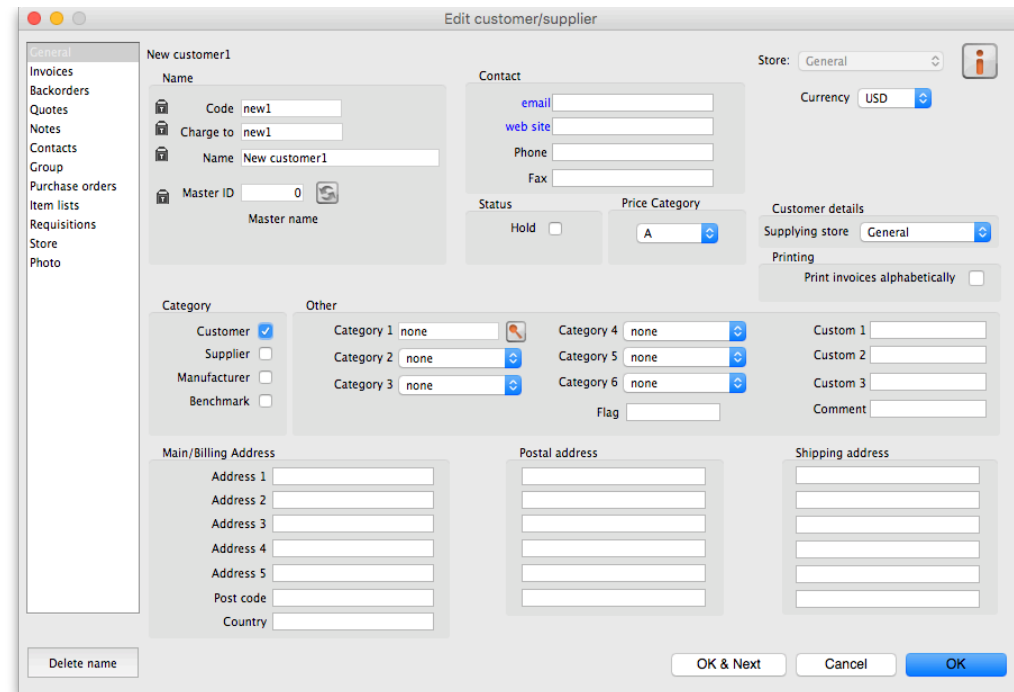 Edit customer/supplier
General
Invoices
Backorders
Quotes
Notes
Contacts
Group
Purchase orders
Item lists
Requisitions
Store
Photo
Delete name
New customer1
Store: General
Currency USD
Name
Code new1
Charge to new1
Name New customer1
Master ID 0
Master name
Contact
email
web site
Phone
Fax
Status
Hold
Price Category
A
Customer details
Supplying store General
Printing
Print invoices alphabetically
Category
Customer
Supplier
Manufacturer
Benchmark
Other
Category 1 none
Category 2 none
Category 3 none
Category 4 none
Category 5 none
Category 6 none
Flag
Custom 1
Custom 2
Custom 3
Comment
Main/Billing Address
Address 1
Address 2
Address 3
Address 4
Address 5
Post code
Country
Postal address
Shipping address
OK & Next
Cancel
OK